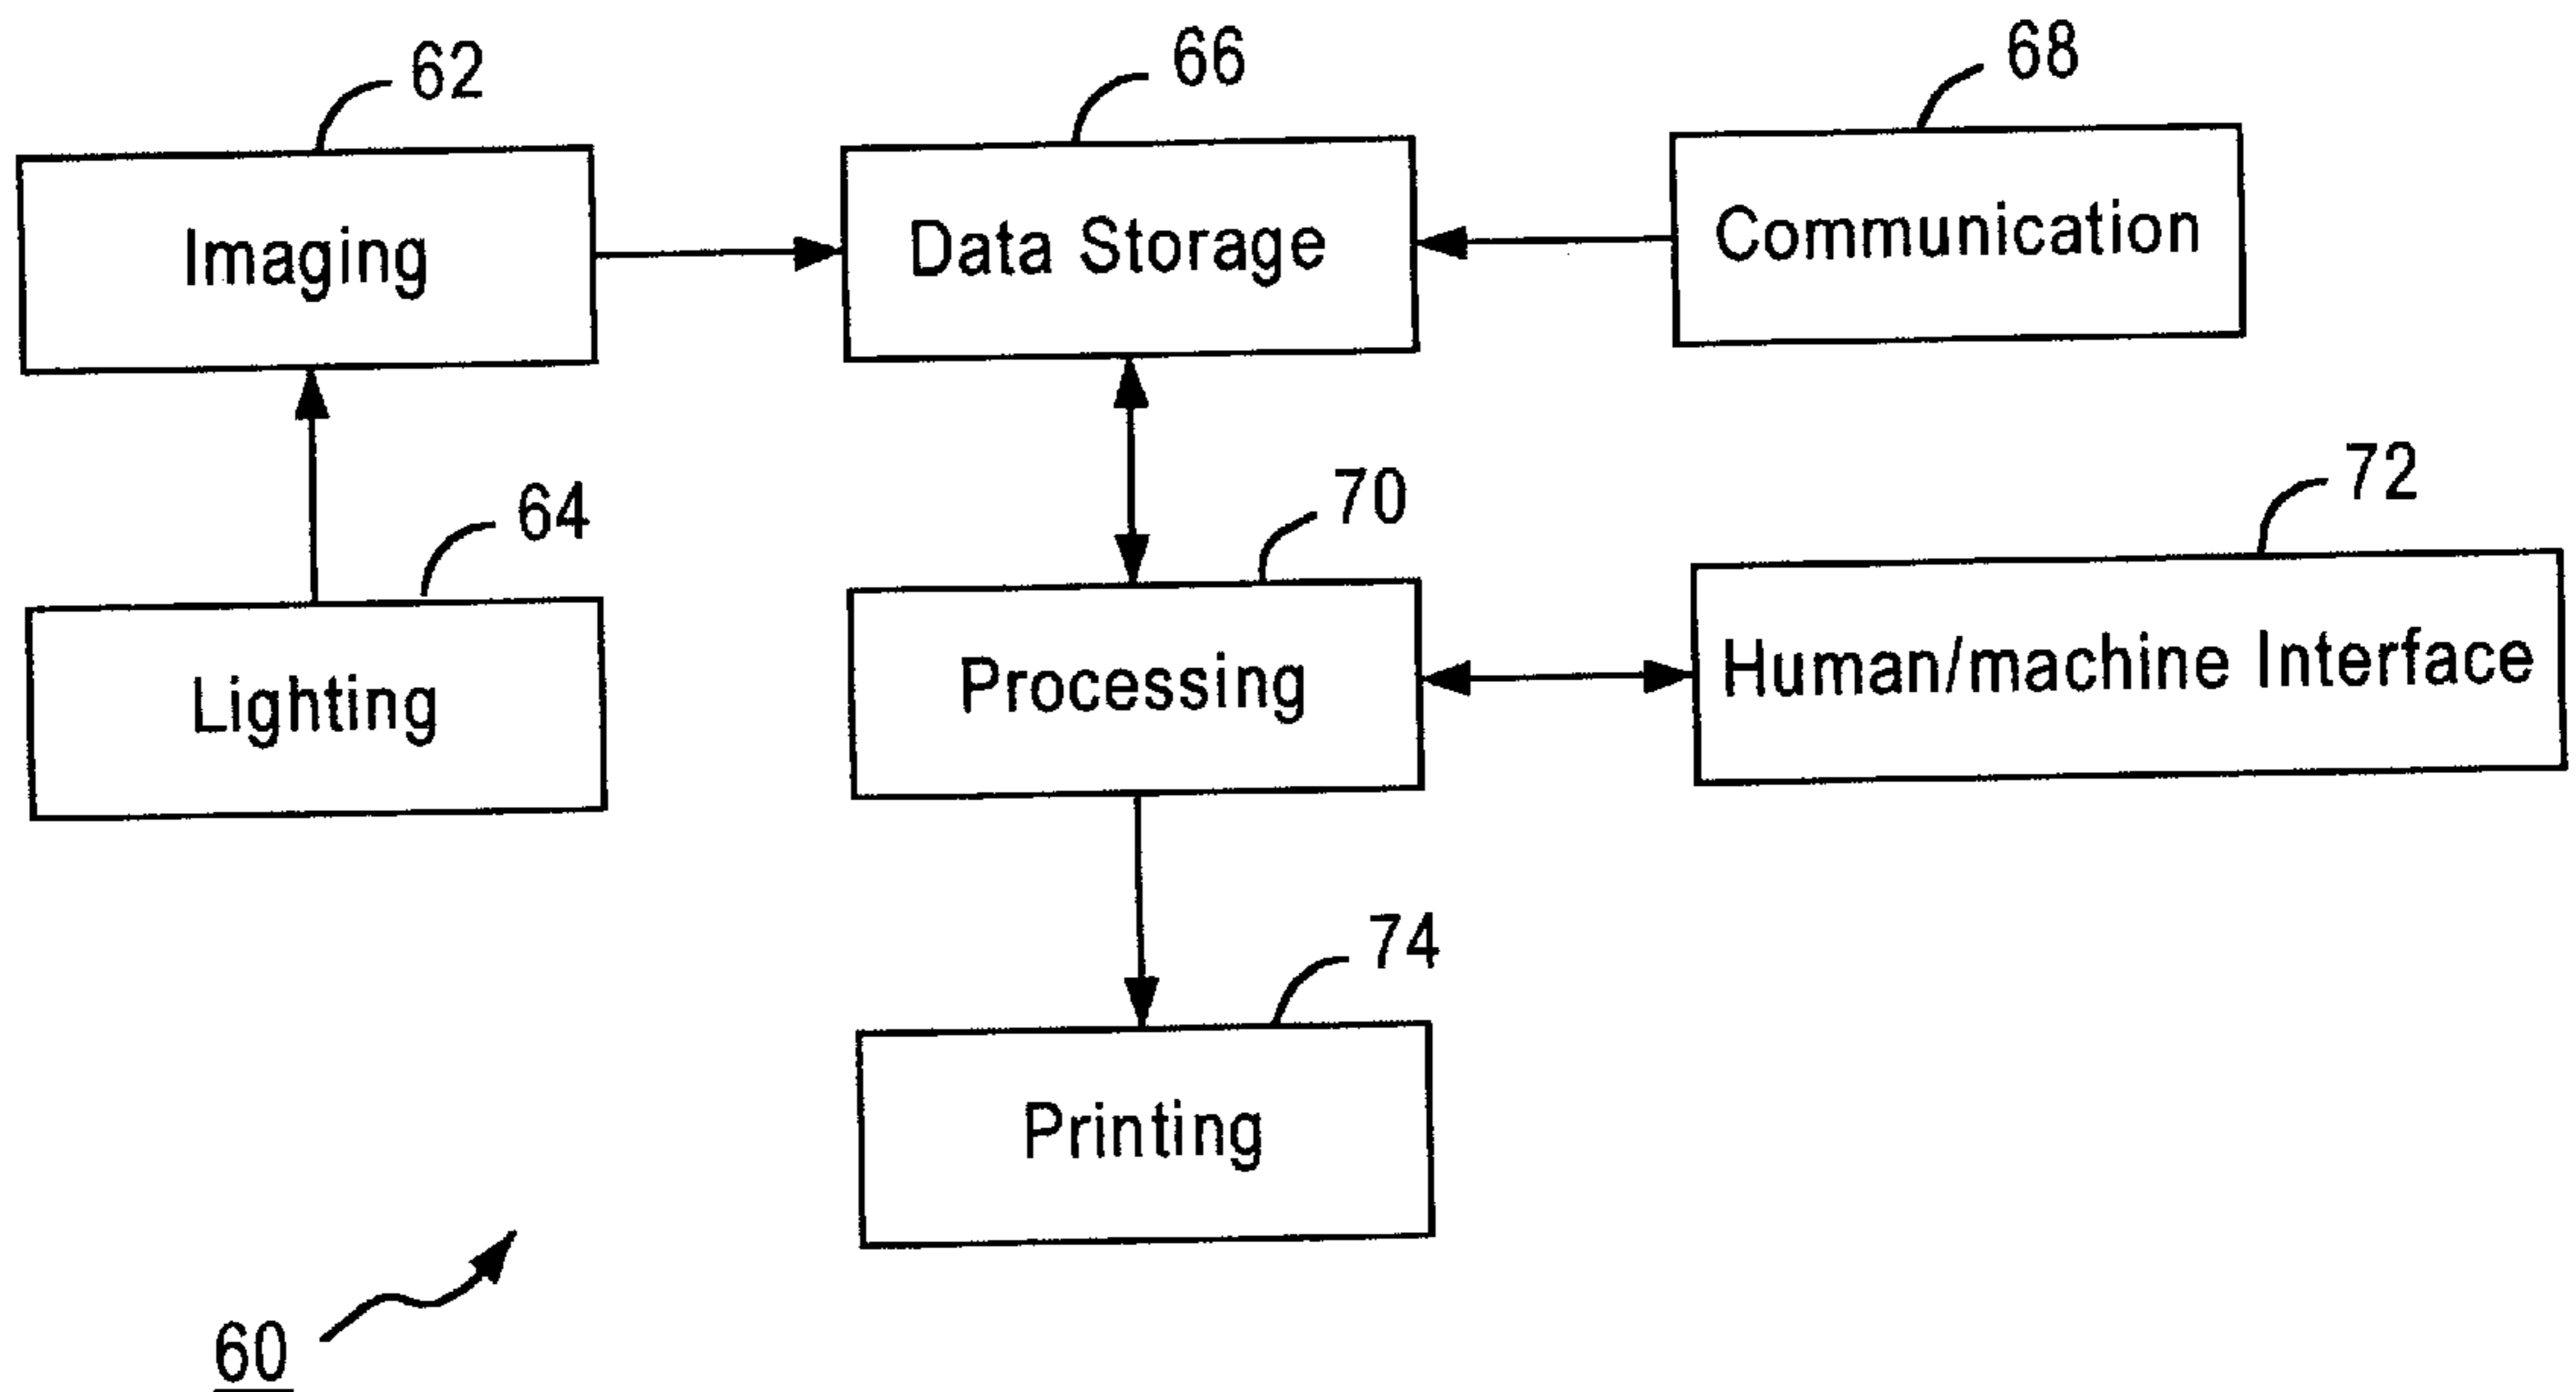 62
66
68
Imaging
Data Storage
Communication
64
70
72
Lighting
Processing
Human/machine Interface
74
Printing
60